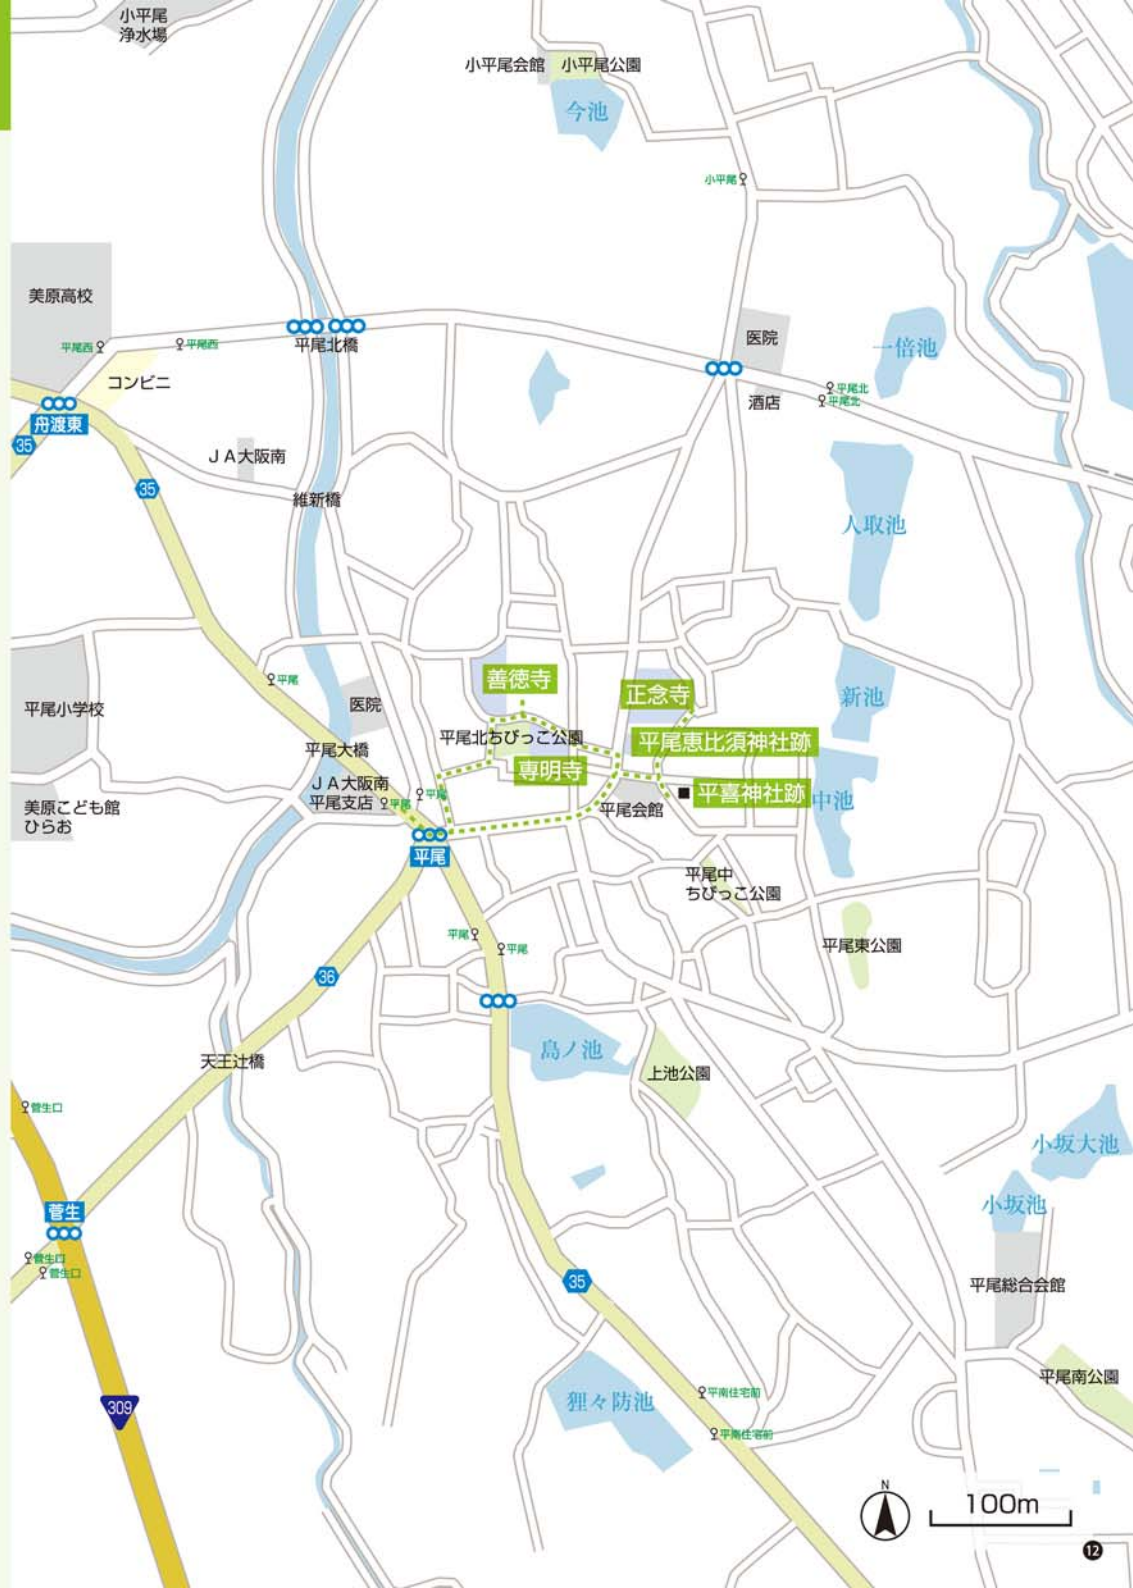 小平尾
浄水場
小平尾会館
小平尾公園
今池
小平尾
美原高校
平尾西
平尾西
平尾北橋
医院
一倍池
コンビニ
平尾北
平尾北
酒店
舟渡東
35
JA大阪南
35
維新橋
人取池
善徳寺
平尾
正念寺
新池
医院
平尾小学校
平尾北ちびっこ公園
平尾恵比須神社跡
平尾大橋
専明寺
JA大阪南
平尾支店
平尾
平尾
平喜神社跡
中池
美原こども館
ひらお
平尾会館
平尾
平尾中
ちびっこ公園
平尾
平尾
平尾東公園
36
島ノ池
天王辻橋
上池公園
菅生口
小坂大池
小坂池
菅生
菅生口
菅生口
35
平尾総合会館
平尾南公園
狸々防池
平南住宅前
309
平南住宅前
N
100m
12